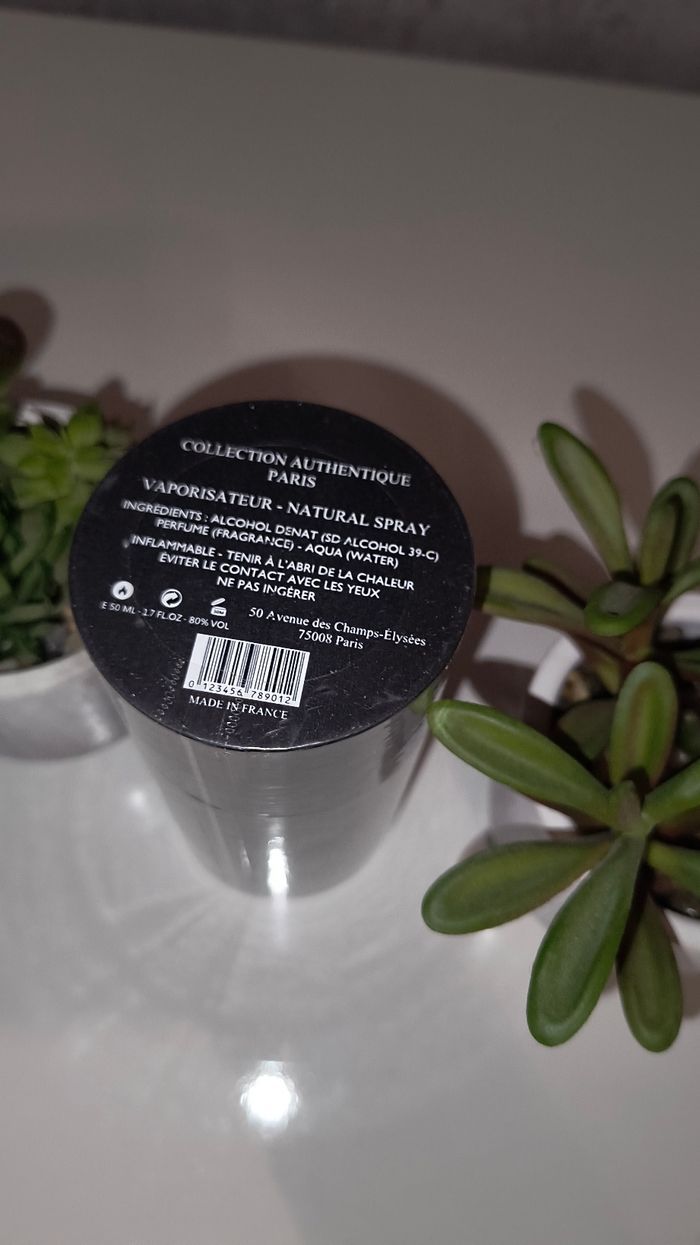 COLLECTION AUTHENTIQUE
PARIS
VAPORISATEUR - NATURAL SPRAY
INGRÉDIENTS : ALCOHOL DENAT (SD ALCOHOL 39-C)
PERFUME (FRAGRANCE) - AQUA (WATER)
INFLAMMABLE - TENIR À L'ABRI DE LA CHALEUR
ÉVITER LE CONTACT AVEC LES YEUX
NE PAS INGÉRER
E 50 ML - 1.7 FL.OZ - 80% VOL
50 Avenue des Champs-Élysées
75008 Paris
0 123456 789012
MADE IN FRANCE